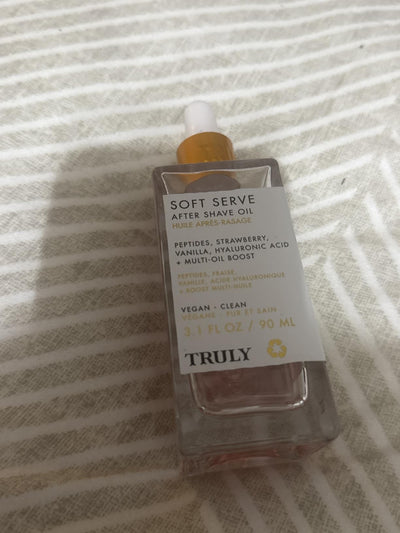 SOFT SERVE
AFTER SHAVE OIL
HUILE APRÈS-RASAGE
PEPTIDES, STRAWBERRY,
VANILLA, HYALURONIC ACID
+ MULTI-OIL BOOST
PEPTIDES, FRAISE,
VANILLE, ACIDE HYALURONIQUE
+ BOOST MULTI-HUILE
VEGAN · CLEAN
VÉGANE · PUR ET SAIN
3.1 FL OZ / 90 ML
TRULY